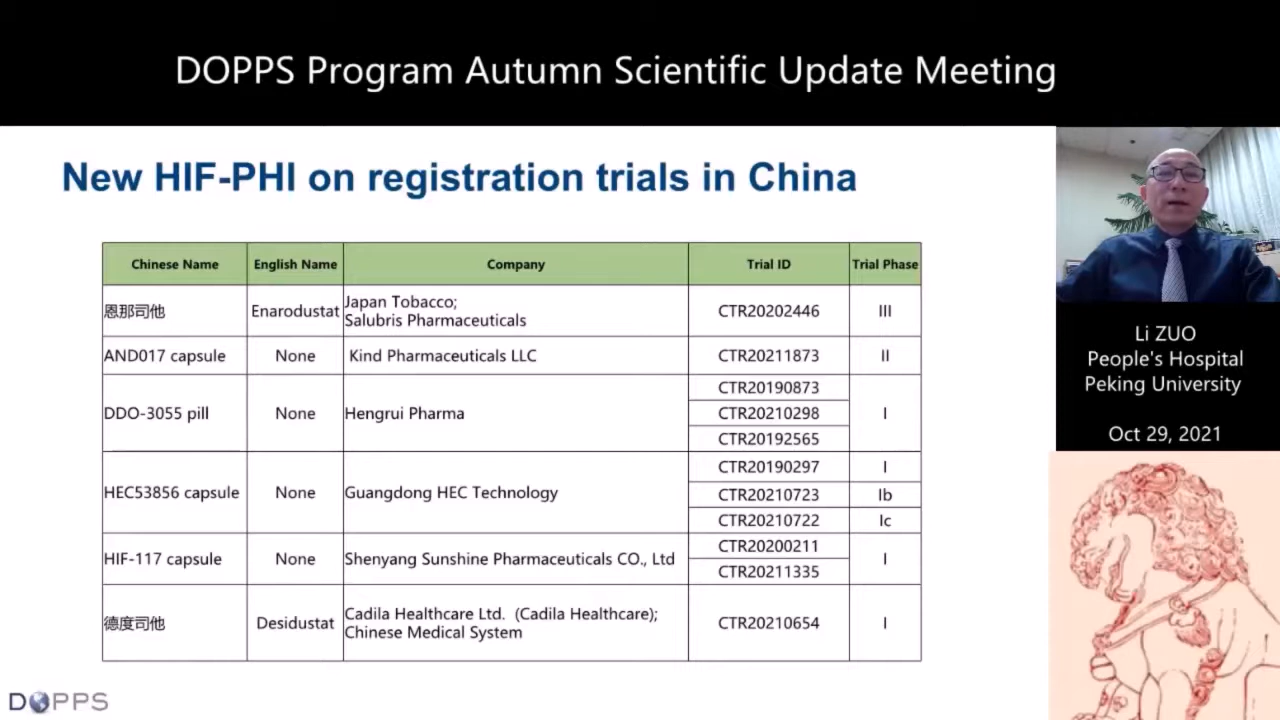 DOPPS Program Autumn Scientific Update Meeting
New HIF-PHI on registration trials in China
Chinese Name English Name Company Trial ID Trial Phase
恩那司他 Enarodustat Japan Tobacco; Salubris Pharmaceuticals CTR20202446 III
AND017 capsule None Kind Pharmaceuticals LLC CTR20211873 II
DDO-3055 pill None Hengrui Pharma CTR20190873 I
CTR20210298
CTR20192565
HEC53856 capsule None Guangdong HEC Technology CTR20190297 I
CTR20210723 Ib
CTR20210722 Ic
HIF-117 capsule None Shenyang Sunshine Pharmaceuticals CO., Ltd CTR20200211 I
CTR20211335
德度司他 Desidustat Cadila Healthcare Ltd. (Cadila Healthcare); Chinese Medical System CTR20210654 I
Li ZUO
People's Hospital
Peking University
Oct 29, 2021
DOPPS